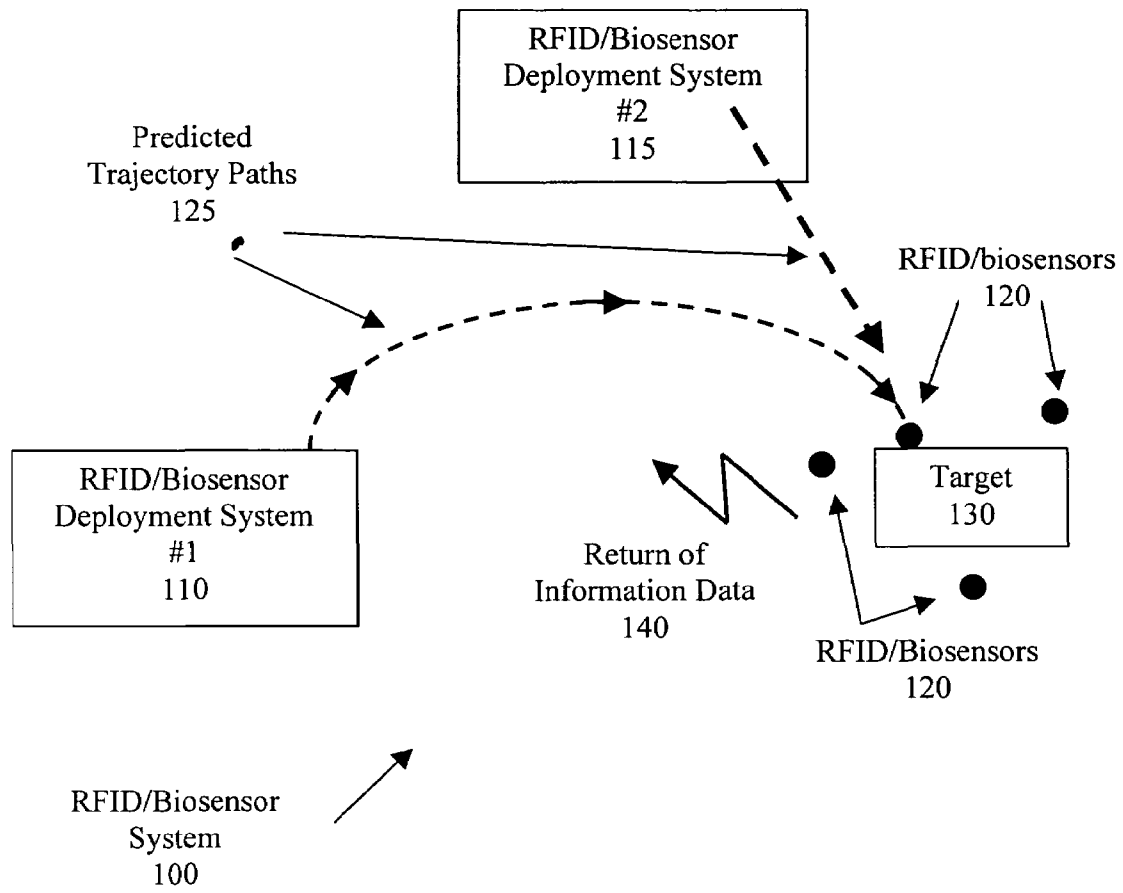 RFID/Biosensor
Deployment System
#2
115
Predicted
Trajectory Paths
125
RFID/biosensors
120
RFID/Biosensor
Deployment System
#1
110
Target
130
Return of
Information Data
140
RFID/Biosensors
120
RFID/Biosensor
System
100